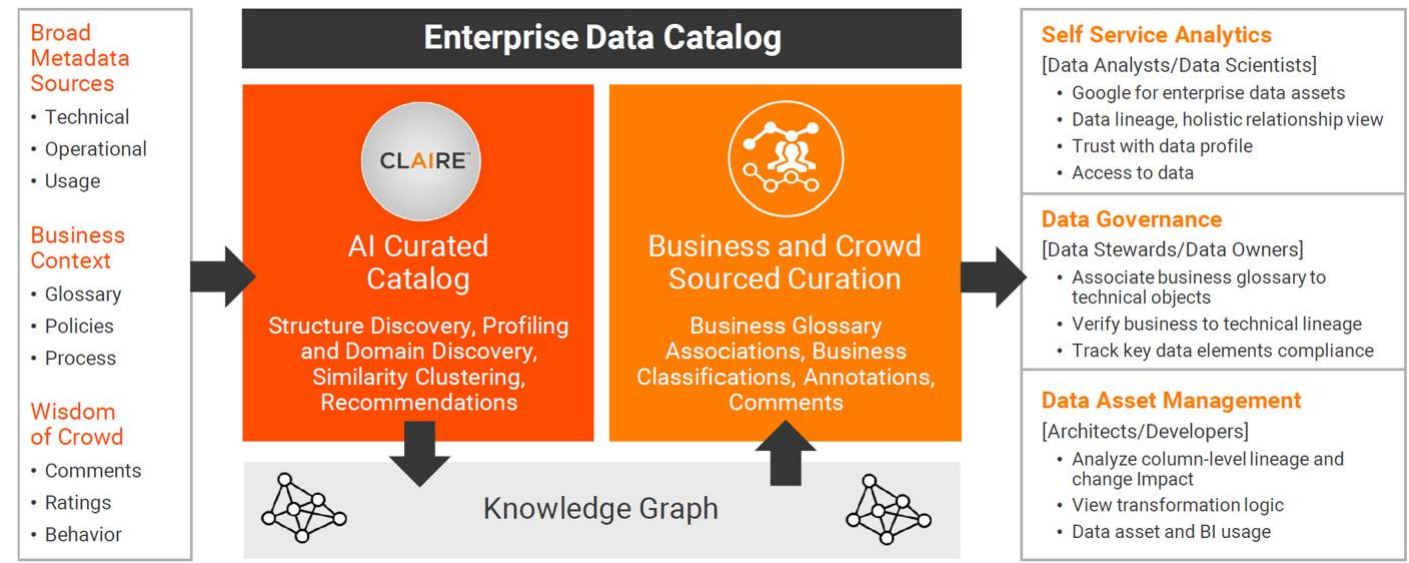 Broad
Metadata
Sources
• Technical
• Operational
• Usage
Business
Context
• Glossary
• Policies
• Process
Wisdom
of Crowd
• Comments
• Ratings
• Behavior
Enterprise Data Catalog
CLAIRE™
AI Curated
Catalog
Structure Discovery, Profiling
and Domain Discovery,
Similarity Clustering,
Recommendations
Business and Crowd
Sourced Curation
Business Glossary
Associations, Business
Classifications, Annotations,
Comments
Knowledge Graph
Self Service Analytics
[Data Analysts/Data Scientists]
• Google for enterprise data assets
• Data lineage, holistic relationship view
• Trust with data profile
• Access to data
Data Governance
[Data Stewards/Data Owners]
• Associate business glossary to
technical objects
• Verify business to technical lineage
• Track key data elements compliance
Data Asset Management
[Architects/Developers]
• Analyze column-level lineage and
change Impact
• View transformation logic
• Data asset and BI usage